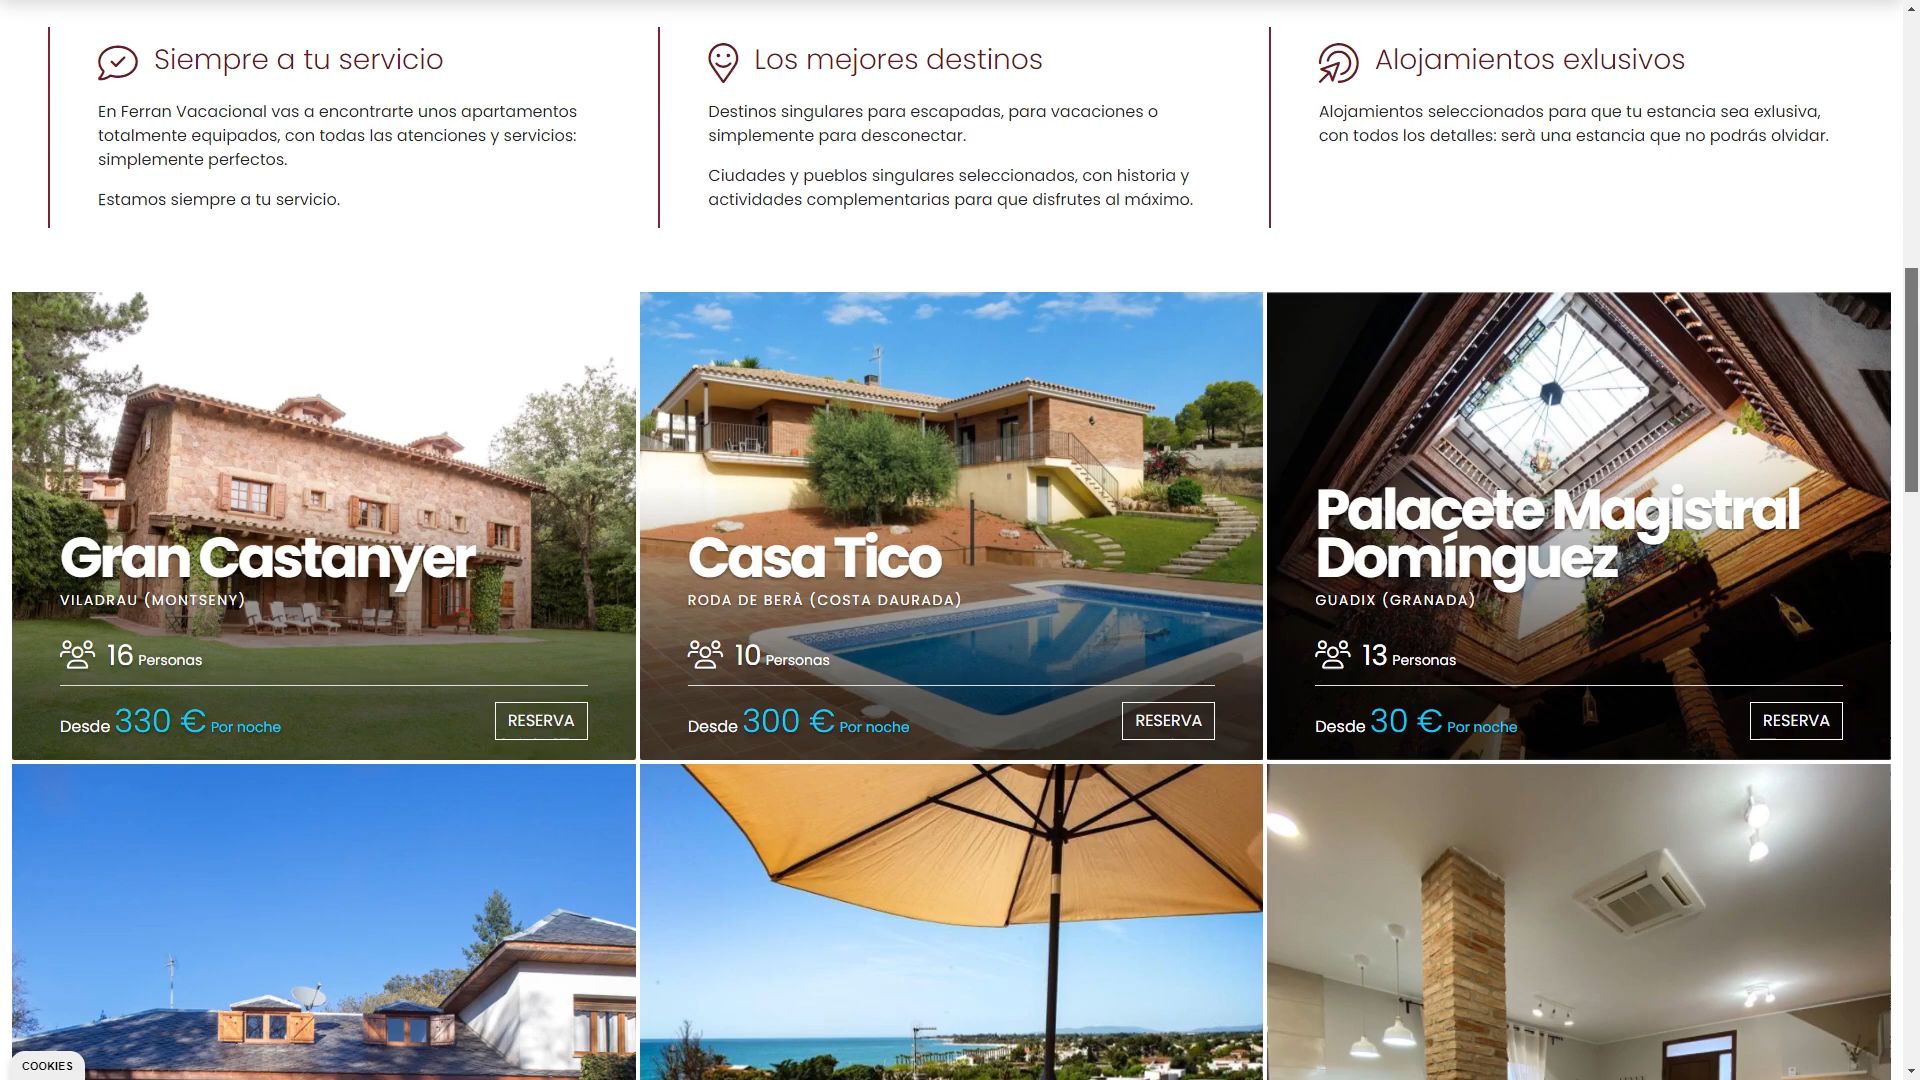 Siempre a tu servicio
En Ferran Vacacional vas a encontrarte unos apartamentos
totalmente equipados, con todas las atenciones y servicios:
simplemente perfectos.
Estamos siempre a tu servicio.
Los mejores destinos
Destinos singulares para escapadas, para vacaciones o
simplemente para desconectar.
Ciudades y pueblos singulares seleccionados, con historia y
actividades complementarias para que disfrutes al máximo.
Alojamientos exlusivos
Alojamientos seleccionados para que tu estancia sea exlusiva,
con todos los detalles: serà una estancia que no podrás olvidar.
Gran Castanyer
VILADRAU (MONTSENY)
16 Personas
Desde 330 € Por noche
RESERVA
Casa Tico
RODA DE BERÀ (COSTA DAURADA)
10 Personas
Desde 300 € Por noche
RESERVA
Palacete Magistral
Domínguez
GUADIX (GRANADA)
13 Personas
Desde 30 € Por noche
RESERVA
COOKIES